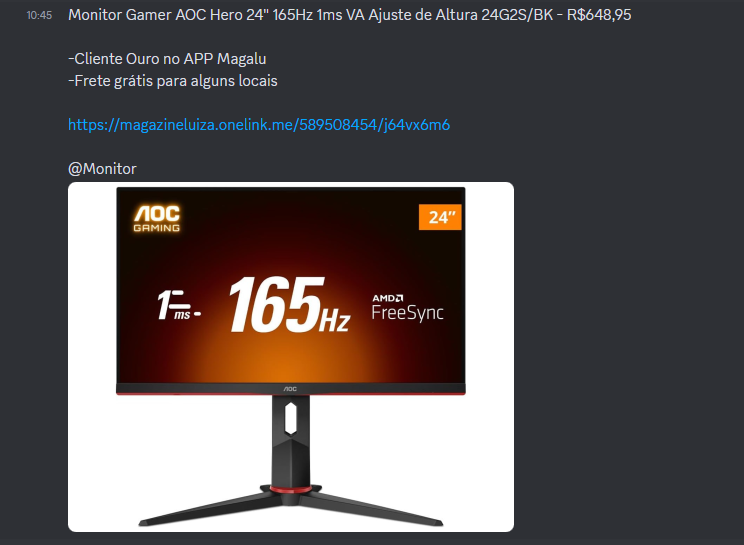 10:45 Monitor Gamer AOC Hero 24" 165Hz 1ms VA Ajuste de Altura 24G2S/BK - R$648,95
-Cliente Ouro no APP Magalu
-Frete grátis para alguns locais
https://magazineluiza.onelink.me/589508454/j64vx6m6
@Monitor
AOC
GAMING
24"
1ms
165Hz
AMD
FreeSync
AOC